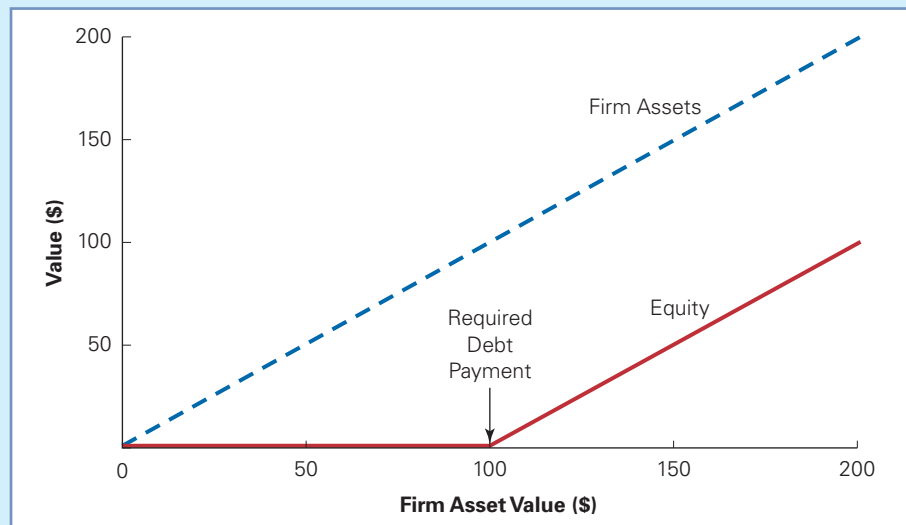 200
150
100
50
Value ($)
Firm Assets
Equity
Required
Debt
Payment
0
50
100
150
200
Firm Asset Value ($)